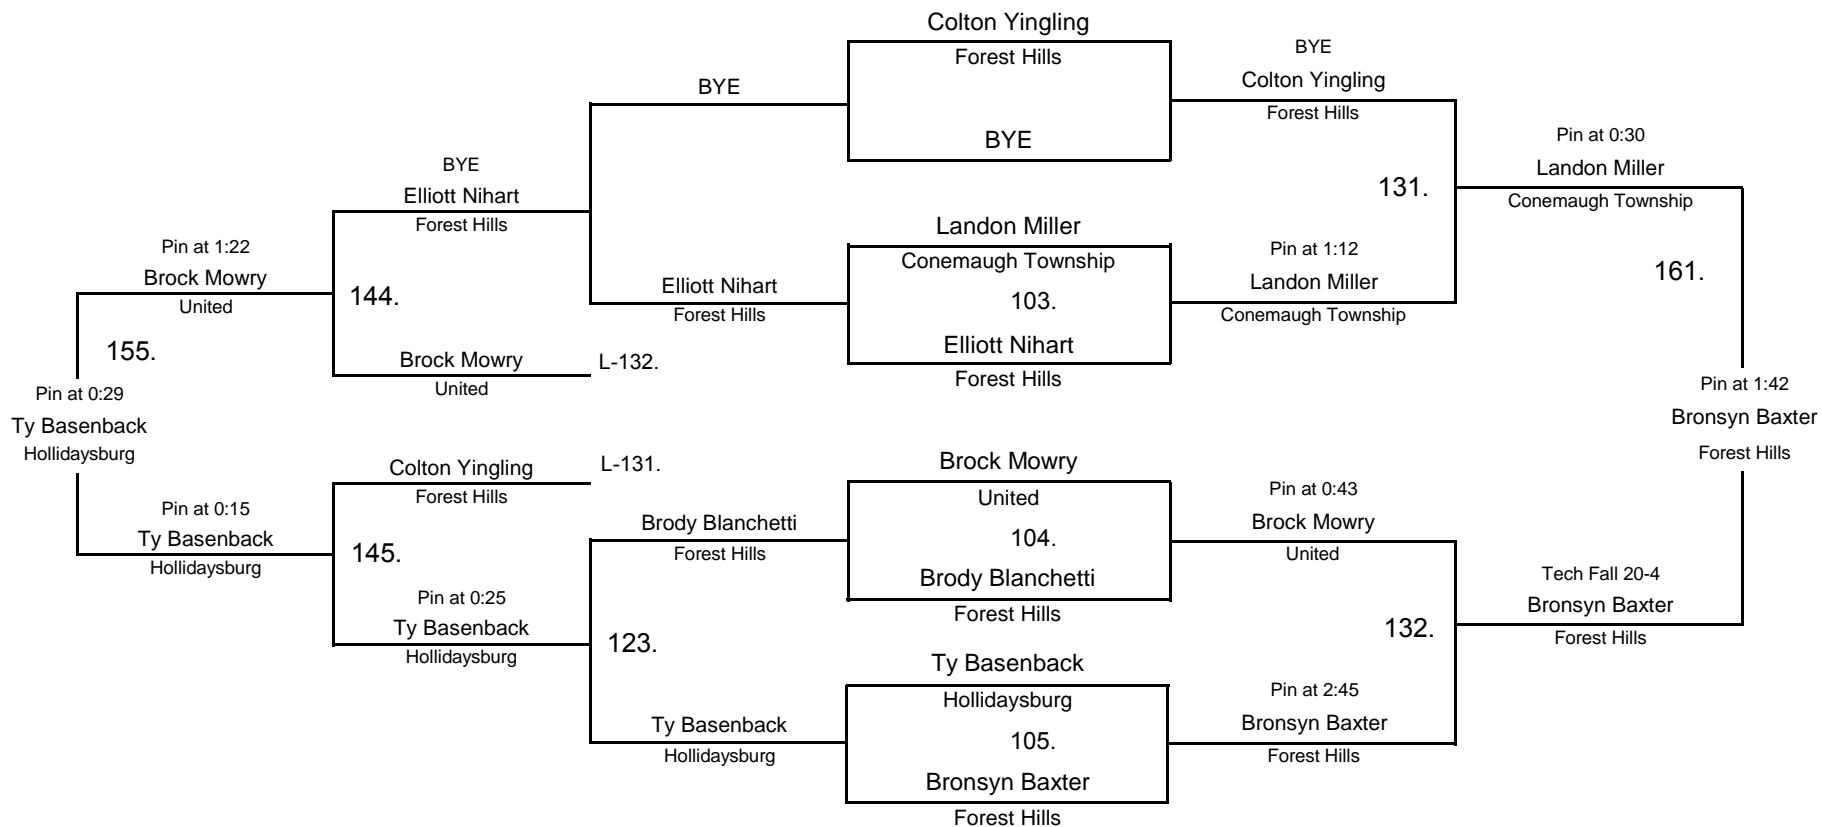 Colton Yingling
Forest Hills
BYE
BYE
Colton Yingling
Forest Hills
BYE
Pin at 0:30
Landon Miller
Conemaugh Township
BYE
Elliott Nihart
Forest Hills
131.
Landon Miller
Conemaugh Township
103.
Elliott Nihart
Forest Hills
Pin at 1:12
Landon Miller
Conemaugh Township
161.
Pin at 1:22
Brock Mowry
United
144.
Elliott Nihart
Forest Hills
155.
Brock Mowry
United
L-132.
Pin at 0:29
Ty Basenback
Hollidaysburg
Pin at 1:42
Bronsyn Baxter
Forest Hills
Colton Yingling
Forest Hills
L-131.
Brock Mowry
United
104.
Brody Blanchetti
Forest Hills
Pin at 0:43
Brock Mowry
United
Pin at 0:15
Ty Basenback
Hollidaysburg
145.
Brody Blanchetti
Forest Hills
Tech Fall 20-4
Bronsyn Baxter
Forest Hills
Pin at 0:25
Ty Basenback
Hollidaysburg
123.
132.
Ty Basenback
Hollidaysburg
105.
Bronsyn Baxter
Forest Hills
Pin at 2:45
Bronsyn Baxter
Forest Hills
Ty Basenback
Hollidaysburg